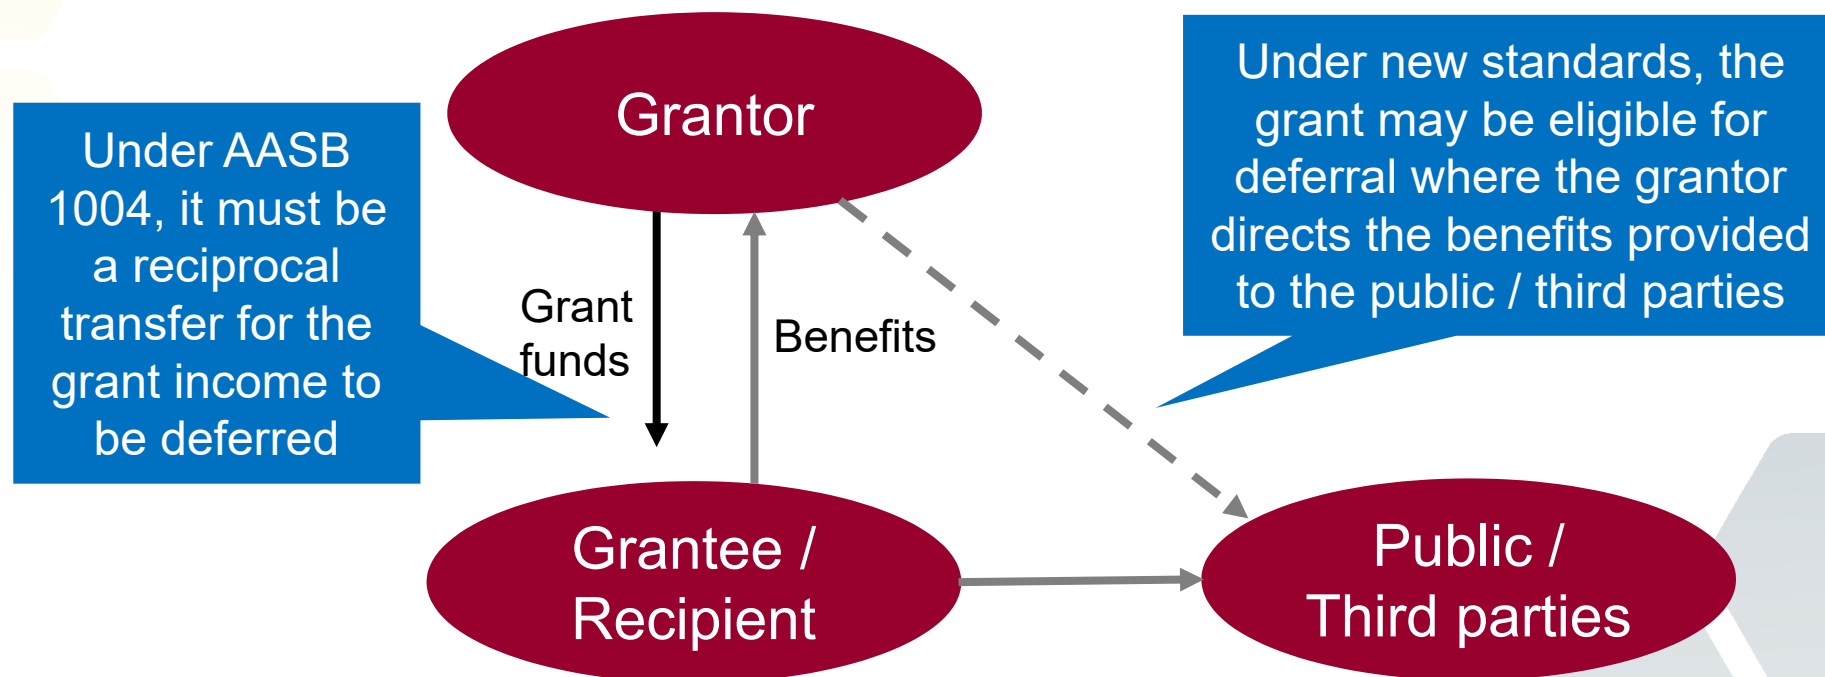 Grantor
Under AASB
1004, it must be
a reciprocal
transfer for the
grant income to
be deferred
Under new standards, the
grant may be eligible for
deferral where the grantor
directs the benefits provided
to the public / third parties
Grant
funds
Benefits
Grantee /
Recipient
Public /
Third parties